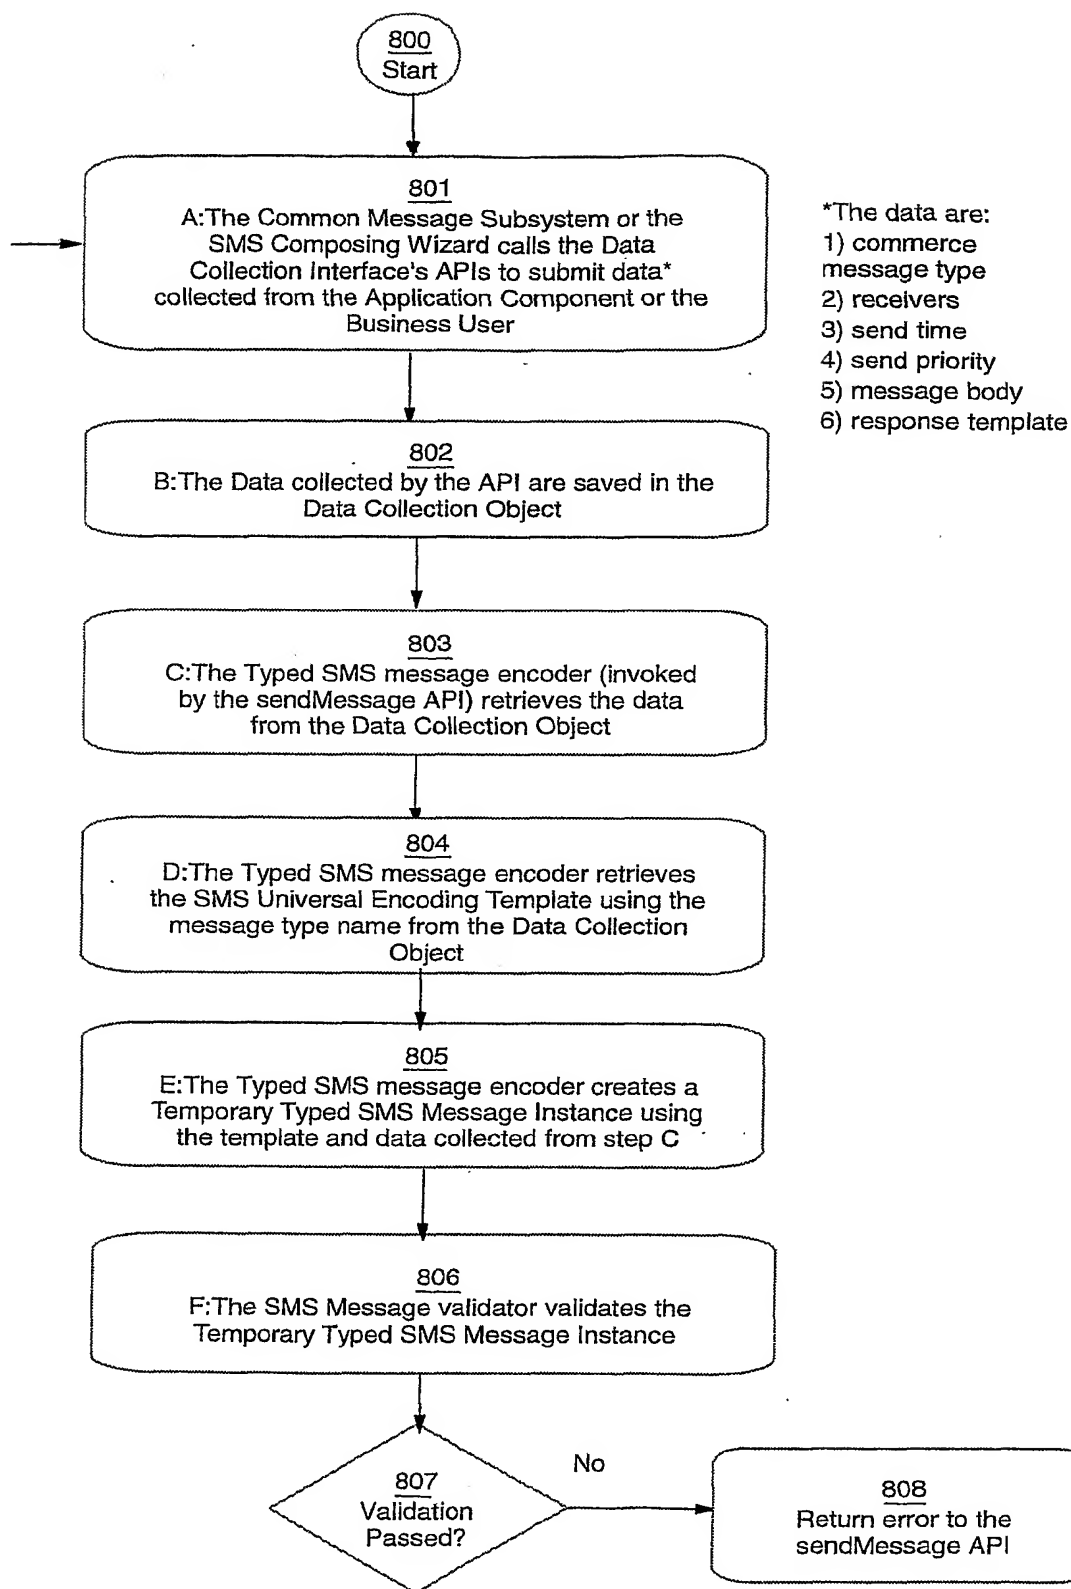 800
Start
801
A:The Common Message Subsystem or the
SMS Composing Wizard calls the Data
Collection Interface's APIs to submit data*
collected from the Application Component or the
Business User
*The data are:
1) commerce
message type
2) receivers
3) send time
4) send priority
5) message body
6) response template
802
B:The Data collected by the API are saved in the
Data Collection Object
803
C:The Typed SMS message encoder (invoked
by the sendMessage API) retrieves the data
from the Data Collection Object
804
D:The Typed SMS message encoder retrieves
the SMS Universal Encoding Template using the
message type name from the Data Collection
Object
805
E:The Typed SMS message encoder creates a
Temporary Typed SMS Message Instance using
the template and data collected from step C
806
F:The SMS Message validator validates the
Temporary Typed SMS Message Instance
807
Validation
Passed?
No
808
Return error to the
sendMessage API